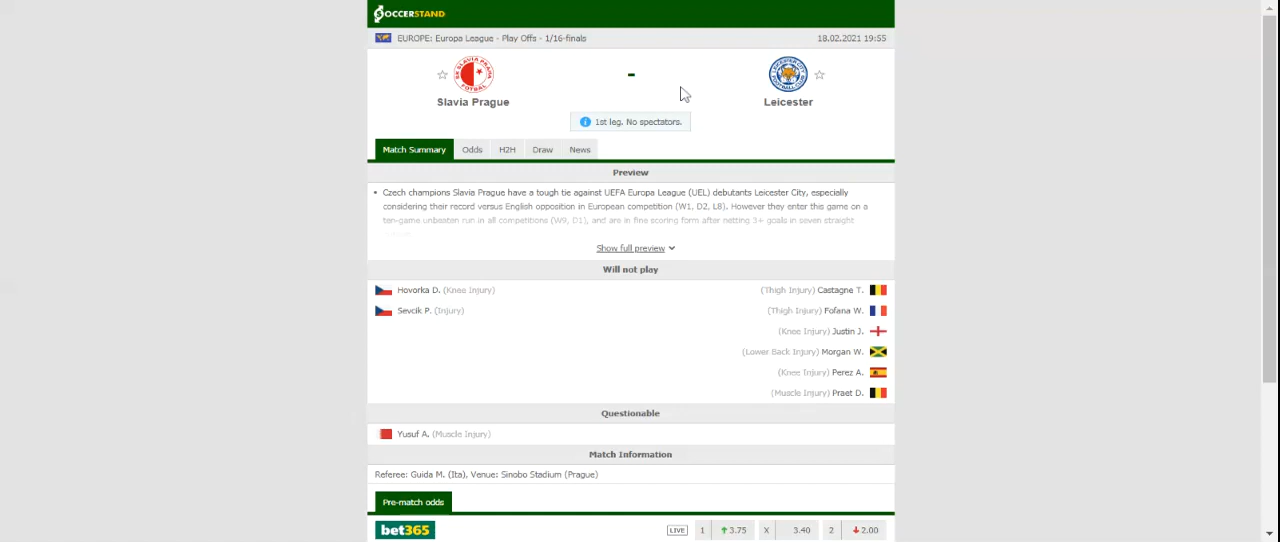 SOCCERSTAND
EUROPE: Europa League - Play Offs - 1/16-finals
18.02.2021 19:55
Slavia Prague
-
Leicester
1st leg. No spectators.
Match Summary
Odds
H2H
Draw
News
Preview
Czech champions Slavia Prague have a tough tie against UEFA Europa League (UEL) debutants Leicester City, especially
considering their record versus English opposition in European competition (W1, D2, L8). However they enter this game on a
ten-game unbeaten run in all competitions (W9, D1), and are in fine scoring form after netting 3+ goals in seven straight
Show full preview
Will not play
Hovorka D. (Knee Injury)
(Thigh Injury) Castagne T.
Sevcik P. (Injury)
(Thigh Injury) Fofana W.
(Knee Injury) Justin J.
(Lower Back Injury) Morgan W.
(Knee Injury) Perez A.
(Muscle Injury) Praet D.
Questionable
Yusuf A. (Muscle Injury)
Match Information
Referee: Guida M. (Ita), Venue: Sinobo Stadium (Prague)
Pre-match odds
bet365
LIVE
1
3.75
X
3.40
2
2.00